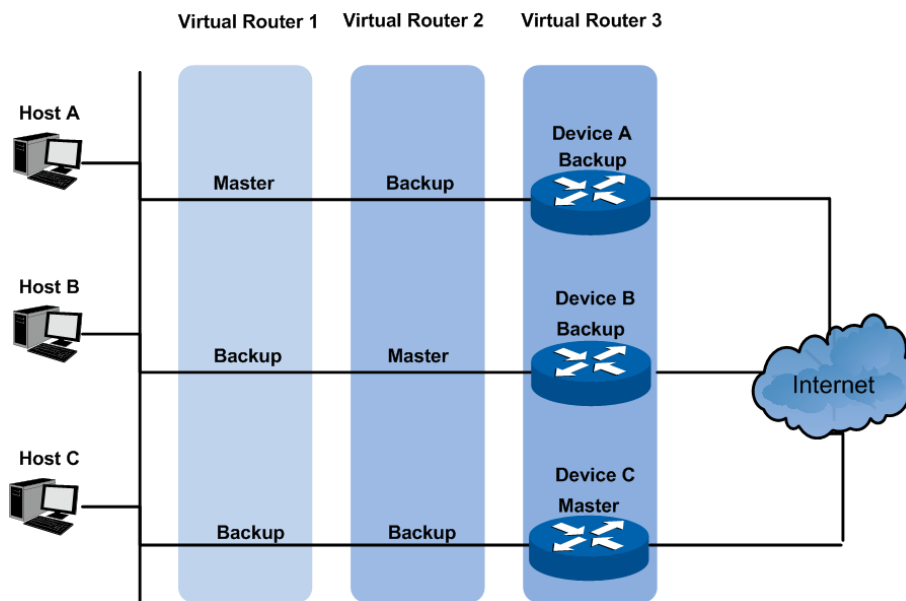 Virtual Router 1
Virtual Router 2
Virtual Router 3
Host A
Device A
Backup
Master
Backup
Host B
Device B
Backup
Backup
Master
Internet
Host C
Device C
Master
Backup
Backup